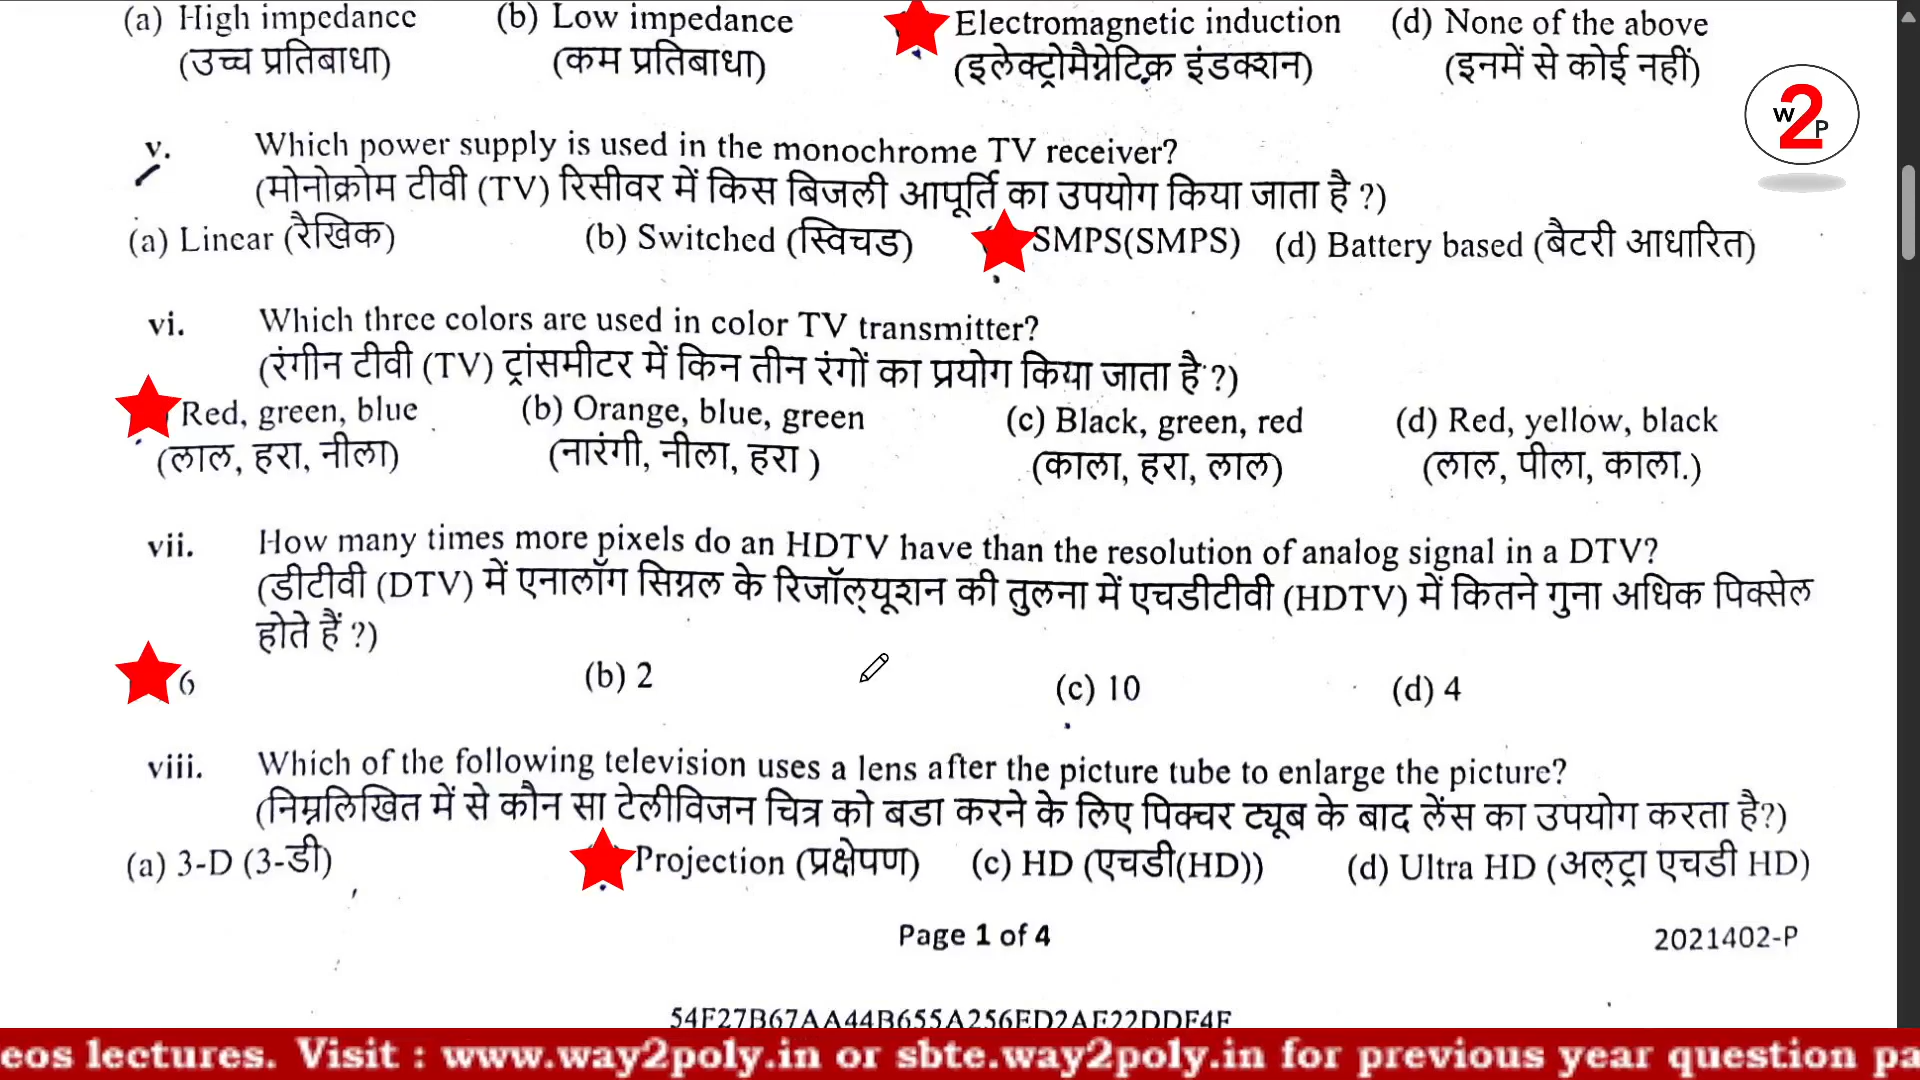 (a) High impedance (b) Low impedance Electromagnetic induction (d) None of the above
(उच्च प्रतिबाधा) (कम प्रतिबाधा) (इलेक्ट्रोमैग्नेटिक इंडक्शन) (इनमें से कोई नहीं)
W2P
v. Which power supply is used in the monochrome TV receiver?
(मोनोक्रोम टीवी (TV) रिसीवर में किस बिजली आपूर्ति का उपयोग किया जाता है ?)
(a) Linear (रैखिक) (b) Switched (स्विचड) SMPS(SMPS) (d) Battery based (बैटरी आधारित)
vi. Which three colors are used in color TV transmitter?
(रंगीन टीवी (TV) ट्रांसमीटर में किन तीन रंगों का प्रयोग किया जाता है ?)
Red, green, blue (b) Orange, blue, green (c) Black, green, red (d) Red, yellow, black
(लाल, हरा, नीला) (नारंगी, नीला, हरा ) (काला, हरा, लाल) (लाल, पीला, काला.)
vii. How many times more pixels do an HDTV have than the resolution of analog signal in a DTV?
(डीटीवी (DTV) में एनालॉग सिग्नल के रिजॉल्‌यूशन की तुलना में एचडीटीवी (HDTV) में कितने गुना अधिक पिक्सेल
होते हैं ?)
6 (b) 2 (c) 10 (d) 4
viii. Which of the following television uses a lens after the picture tube to enlarge the picture?
(निम्नलिखित में से कौन सा टेलीविजन चित्र को बडा करने के लिए पिक्चर ट्यूब के बाद लेंस का उपयोग करता है?)
(a) 3-D (3-डी) Projection (प्रक्षेपण) (c) HD (एचडी(HD)) (d) Ultra HD (अल्‌ट्रा एचडी HD)
Page 1 of 4 2021402-P
54F27B67AA44B655A256ED2AF22DDF4F
eos lectures. Visit : www.way2poly.in or sbte.way2poly.in for previous year question pa